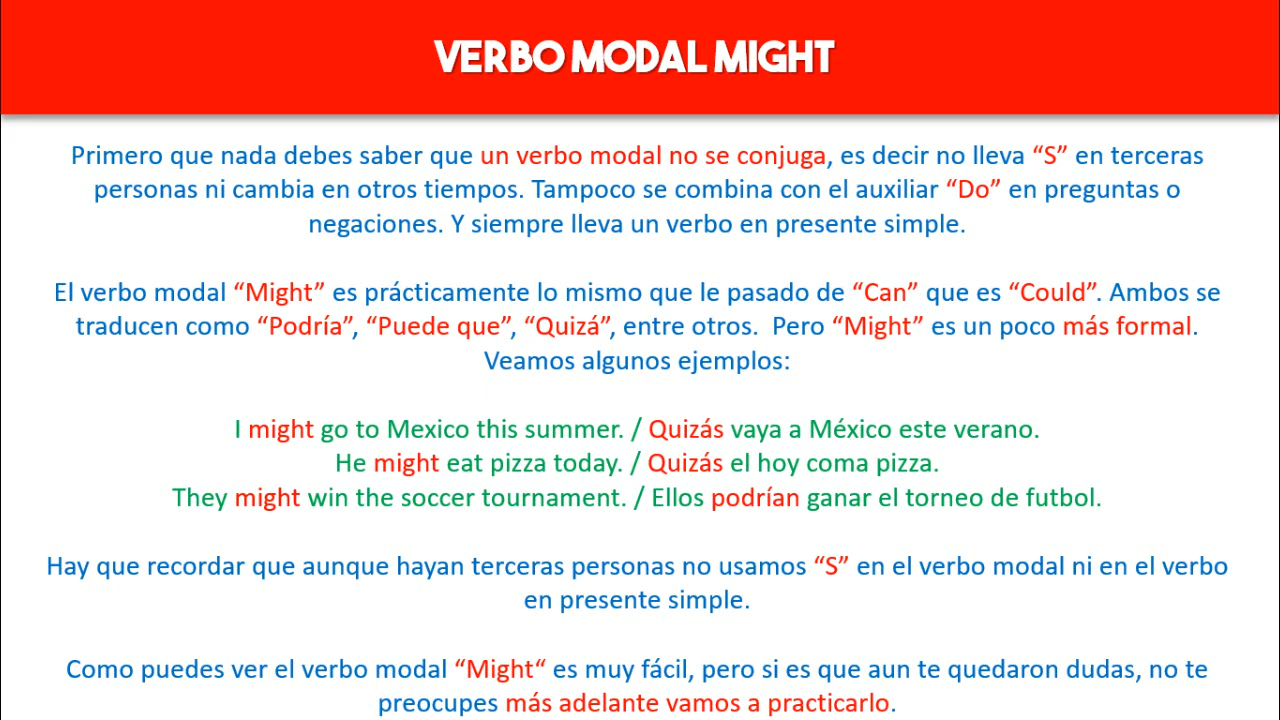 VERBO MODAL MIGHT
Primero que nada debes saber que un verbo modal no se conjuga, es decir no lleva “S” en terceras
personas ni cambia en otros tiempos. Tampoco se combina con el auxiliar “Do” en preguntas o
negaciones. Y siempre lleva un verbo en presente simple.
El verbo modal “Might” es prácticamente lo mismo que le pasado de “Can” que es “Could”. Ambos se
traducen como “Podría”, “Puede que”, “Quizá”, entre otros.  Pero “Might” es un poco más formal.
Veamos algunos ejemplos:
I might go to Mexico this summer. / Quizás vaya a México este verano.
He might eat pizza today. / Quizás el hoy coma pizza.
They might win the soccer tournament. / Ellos podrían ganar el torneo de futbol.
Hay que recordar que aunque hayan terceras personas no usamos “S” en el verbo modal ni en el verbo
en presente simple.
Como puedes ver el verbo modal “Might“ es muy fácil, pero si es que aun te quedaron dudas, no te
preocupes más adelante vamos a practicarlo.